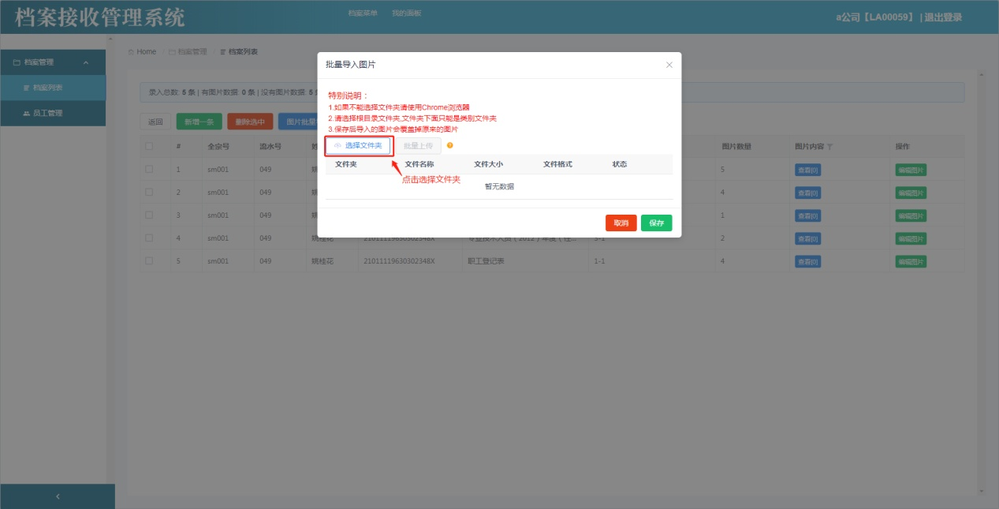 档案接收管理系统
档案菜单 我的面板
a公司【LA00059】 | 退出登录
档案管理
档案列表
员工管理
Home / 档案管理 / 档案列表
录入总数: 5 条 | 有图片数据: 0 条 | 没有图片数据: 5
返回 新增一条 删除选中 图片批量
# 全宗号 流水号 图片数量 图片内容 操作
1 sm001 049 5 查看[0] 编辑图片
2 sm001 049 4 查看[0] 编辑图片
3 sm001 049 1 查看[0] 编辑图片
4 sm001 049 姚桂花 21011119630302348X 专业技术人员 2 查看[0] 编辑图片
5 sm001 049 姚桂花 21011119630302348X 职工登记表 1-1 4 查看[0] 编辑图片
批量导入图片
特别说明：
1.如果不能选择文件夹请使用Chrome浏览器
2.请选择根目录文件夹,文件夹下面只能是类别文件夹
3.保存后导入的图片会覆盖掉原来的图片
选择文件夹 批量上传
文件夹 文件名称 文件大小 文件格式 状态
点击选择文件夹
暂无数据
取消 保存